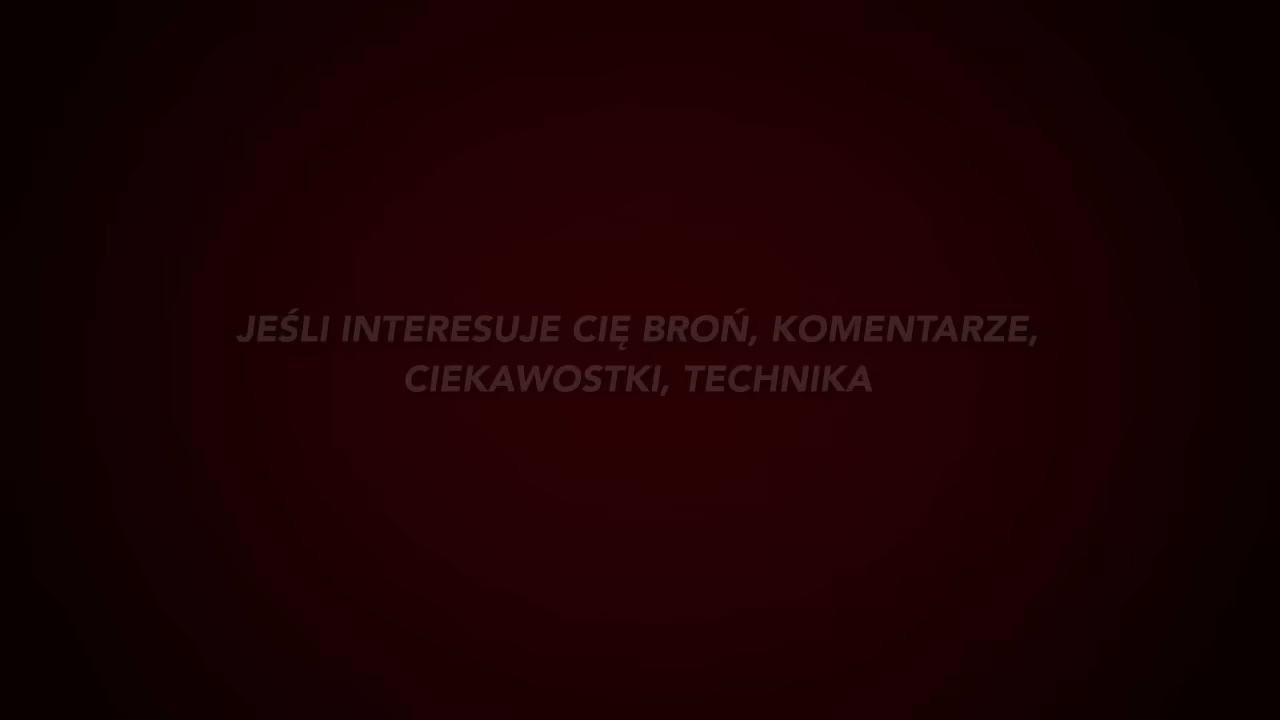 JEŚLI INTERESUJE CIĘ BROŃ, KOMENTARZE,
CIEKAWOSTKI, TECHNIKA